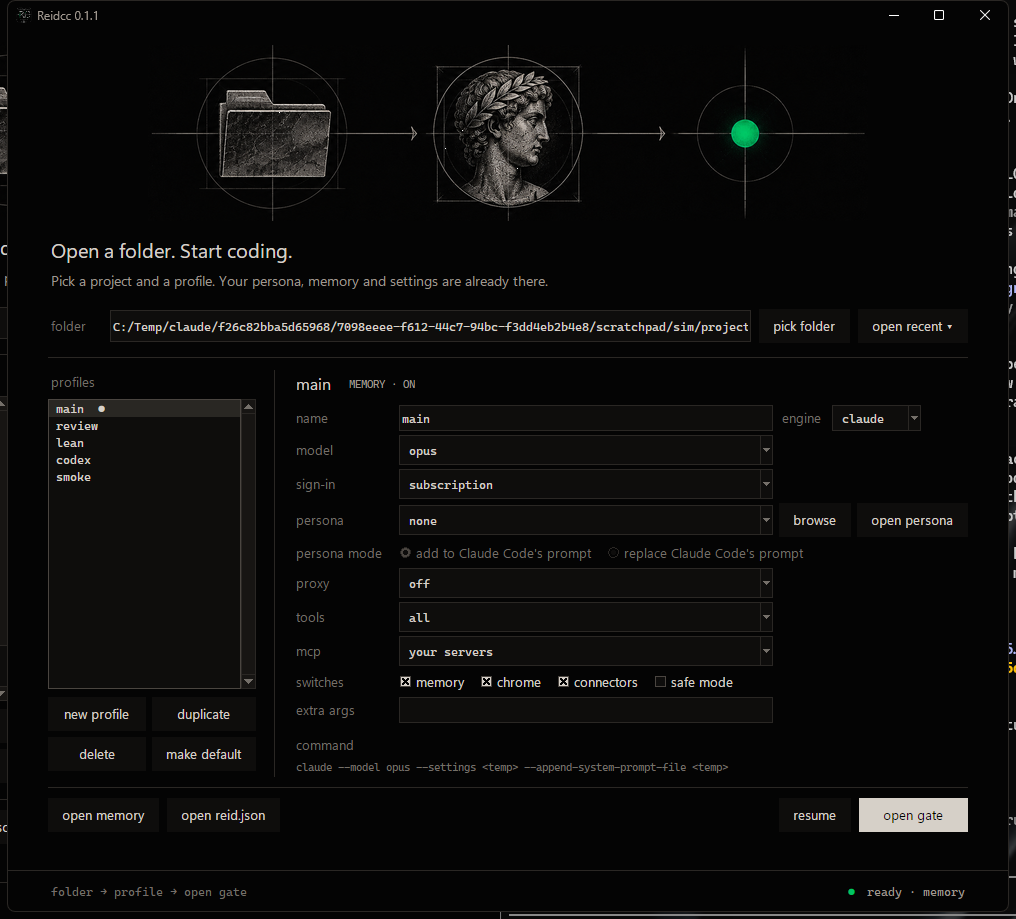 Reidcc 0.1.1
Open a folder. Start coding.
Pick a project and a profile. Your persona, memory and settings are already there.
folder C:/Temp/claude/f26c82bba5d65968/7098eeee-f612-44c7-94bc-f3dd4eb2b4e8/scratchpad/sim/project pick folder open recent ▾
profiles
main ●
review
lean
codex
smoke
new profile duplicate
delete make default
main MEMORY · ON
name main engine claude
model opus
sign-in subscription
persona none browse open persona
persona mode add to Claude Code's prompt replace Claude Code's prompt
proxy off
tools all
mcp your servers
switches memory chrome connectors safe mode
extra args
command
claude --model opus --settings <temp> --append-system-prompt-file <temp>
open memory open reid.json resume open gate
folder → profile → open gate ready · memory